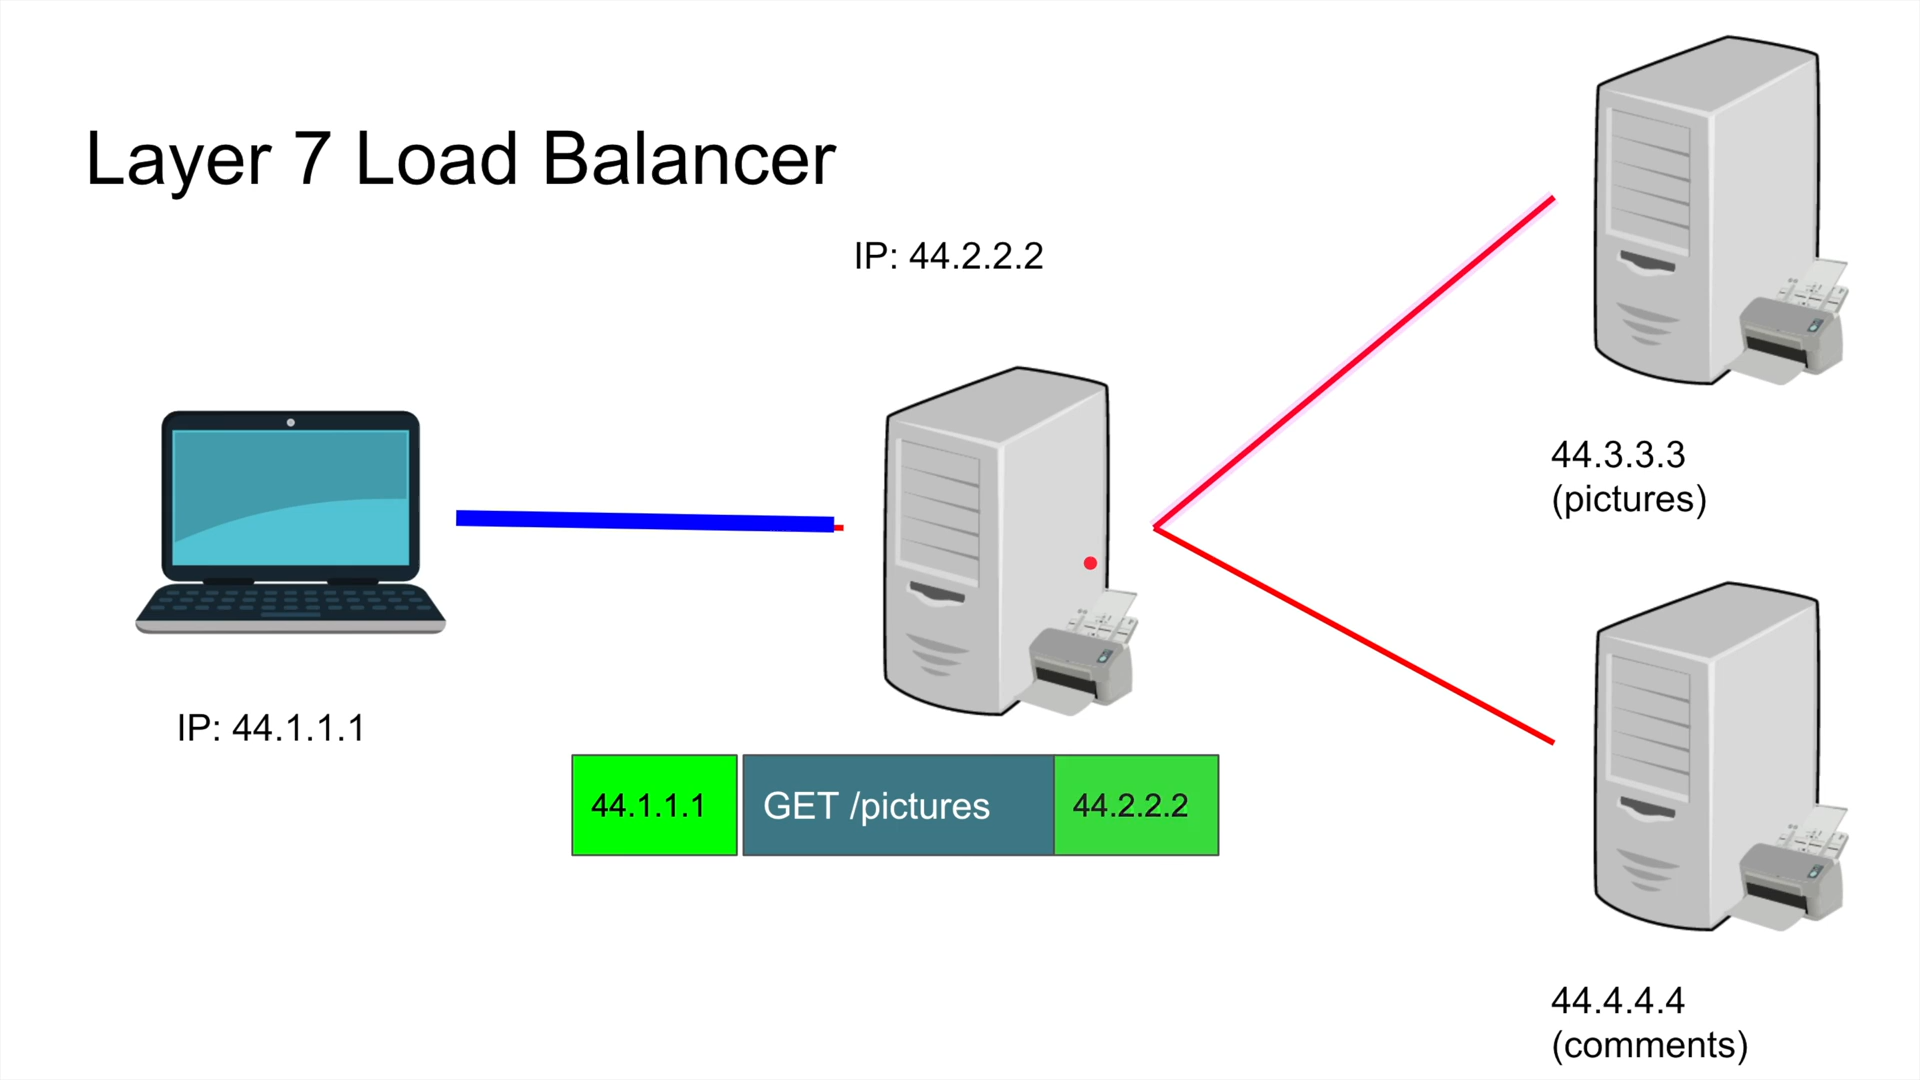 Layer 7 Load Balancer
IP: 44.2.2.2
44.3.3.3
(pictures)
IP: 44.1.1.1
44.1.1.1
GET /pictures
44.2.2.2
44.4.4.4
(comments)